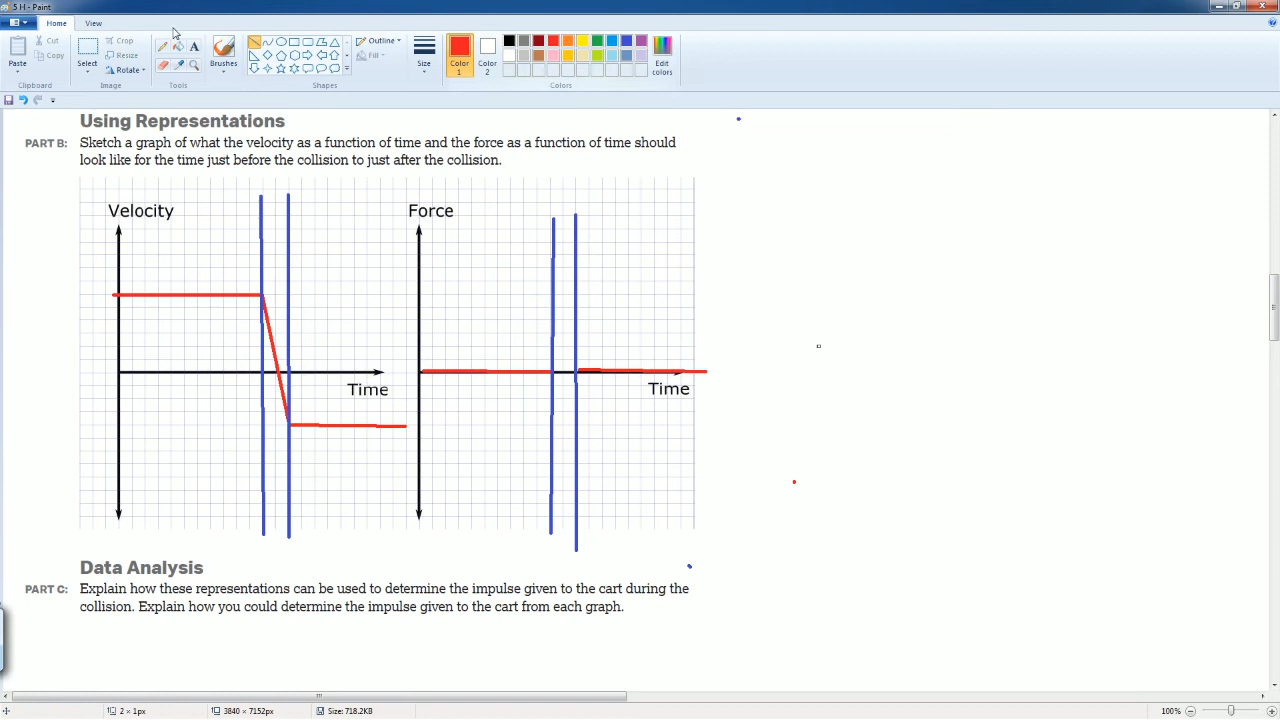 5 H - Paint
Home
View
Paste
Cut
Copy
Clipboard
Select
Crop
Resize
Rotate
Image
A
Tools
Brushes
Outline
Fill
Shapes
Size
Color 1
Color 2
Edit colors
Colors
Using Representations
PART B: Sketch a graph of what the velocity as a function of time and the force as a function of time should
look like for the time just before the collision to just after the collision.
Velocity
Force
Time
Time
Data Analysis
PART C: Explain how these representations can be used to determine the impulse given to the cart during the
collision. Explain how you could determine the impulse given to the cart from each graph.
2 × 1px
3840 × 7152px
Size: 718.2KB
100%